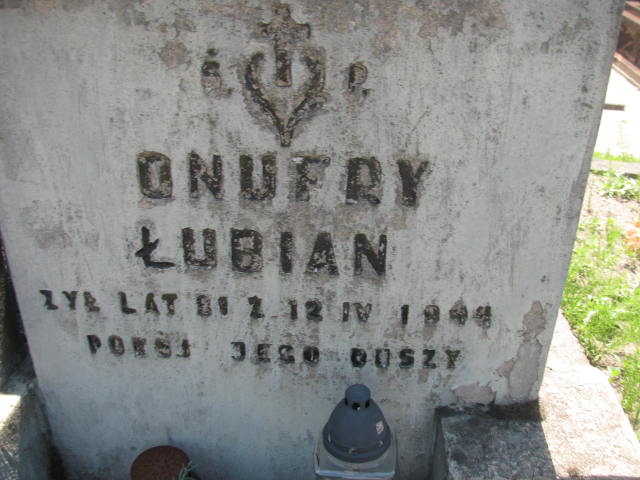 Ś. P.
ONUFRY
ŁUBIAN
ŻYŁ LAT 81 Z. 12 IV 1944
POKÓJ JEGO DUSZY